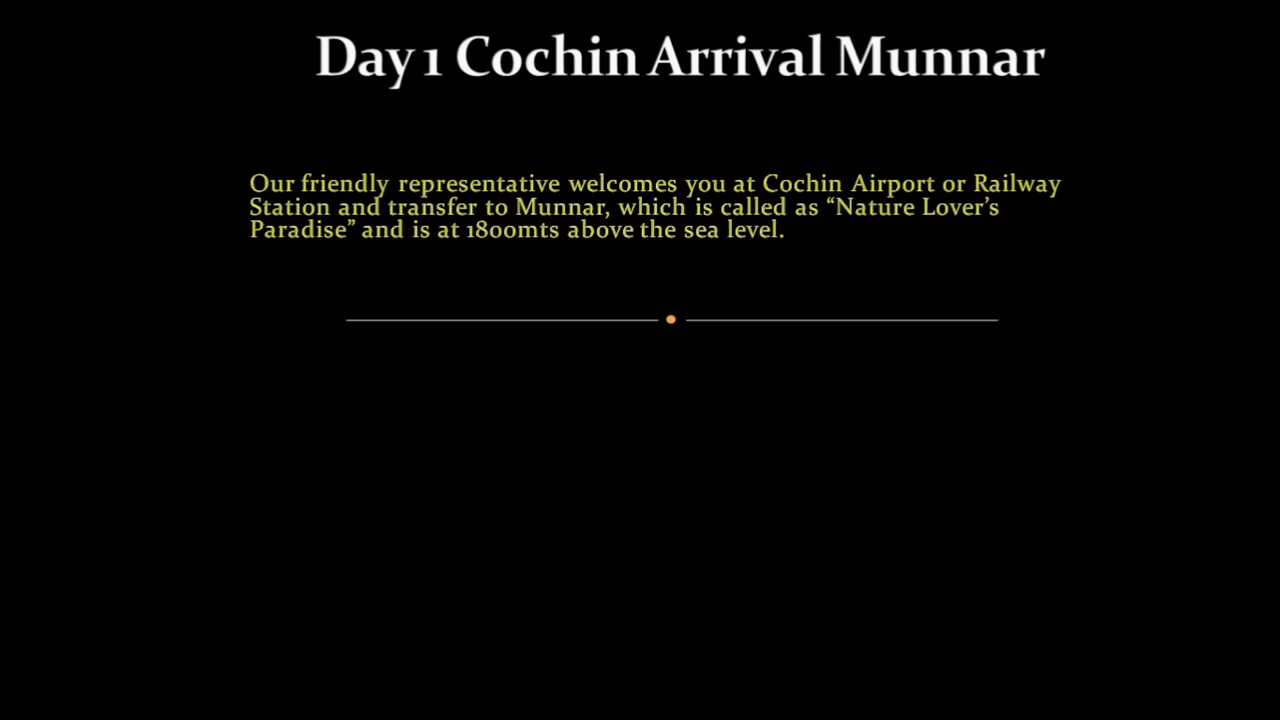 Day 1 Cochin Arrival Munnar
Our friendly representative welcomes you at Cochin Airport or Railway
Station and transfer to Munnar, which is called as “Nature Lover’s
Paradise” and is at 1800mts above the sea level.